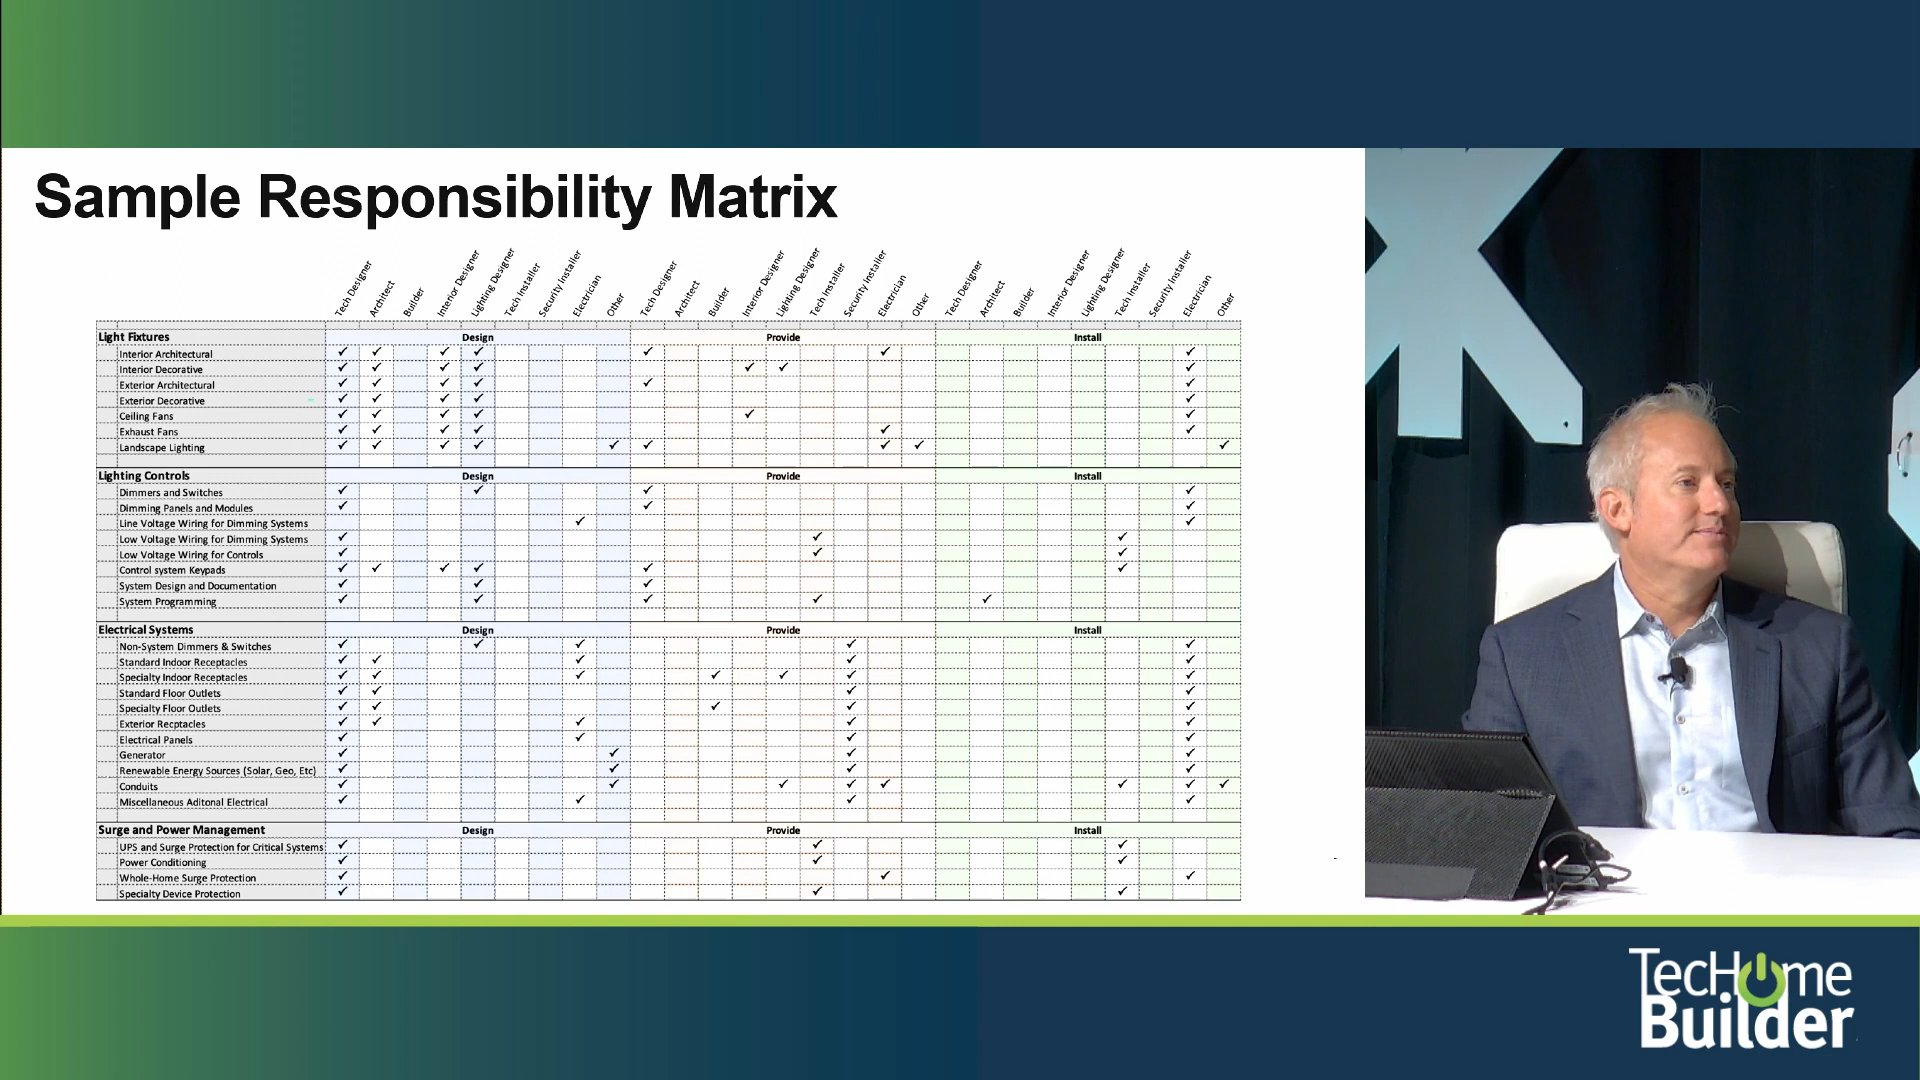 Sample Responsibility Matrix
Tech Designer Architect Builder Interior Designer Lighting Designer Tech Installer Security Installer Electrician Other Tech Designer Architect Builder Interior Designer Lighting Designer Tech Installer Security Installer Electrician Other Tech Designer Architect Builder Interior Designer Lighting Designer Tech Installer Security Installer Electrician Other
Light Fixtures Design Provide Install
Interior Architectural ✓ ✓ ✓ ✓ ✓ ✓ ✓
Interior Decorative ✓ ✓ ✓ ✓ ✓ ✓ ✓
Exterior Architectural ✓ ✓ ✓ ✓ ✓ ✓
Exterior Decorative ✓ ✓ ✓ ✓ ✓
Ceiling Fans ✓ ✓ ✓ ✓ ✓ ✓
Exhaust Fans ✓ ✓ ✓ ✓ ✓ ✓
Landscape Lighting ✓ ✓ ✓ ✓ ✓ ✓ ✓ ✓ ✓
Lighting Controls Design Provide Install
Dimmers and Switches ✓ ✓ ✓ ✓
Dimming Panels and Modules ✓ ✓ ✓
Line Voltage Wiring for Dimming Systems ✓ ✓
Low Voltage Wiring for Dimming Systems ✓ ✓ ✓
Low Voltage Wiring for Controls ✓ ✓ ✓
Control system Keypads ✓ ✓ ✓ ✓ ✓ ✓
System Design and Documentation ✓ ✓ ✓
System Programming ✓ ✓ ✓ ✓ ✓
Electrical Systems Design Provide Install
Non-System Dimmers & Switches ✓ ✓ ✓ ✓ ✓
Standard Indoor Receptacles ✓ ✓ ✓ ✓ ✓
Specialty Indoor Receptacles ✓ ✓ ✓ ✓ ✓ ✓ ✓
Standard Floor Outlets ✓ ✓ ✓ ✓
Specialty Floor Outlets ✓ ✓ ✓ ✓ ✓
Exterior Recptacles ✓ ✓ ✓ ✓ ✓
Electrical Panels ✓ ✓ ✓ ✓
Generator ✓ ✓ ✓ ✓
Renewable Energy Sources (Solar, Geo, Etc) ✓ ✓ ✓ ✓
Conduits ✓ ✓ ✓ ✓ ✓ ✓ ✓ ✓
Miscellaneous Aditonal Electrical ✓ ✓ ✓ ✓
Surge and Power Management Design Provide Install
UPS and Surge Protection for Critical Systems ✓ ✓ ✓
Power Conditioning ✓ ✓ ✓
Whole-Home Surge Protection ✓ ✓ ✓
Specialty Device Protection ✓ ✓ ✓
TecHome
Builder